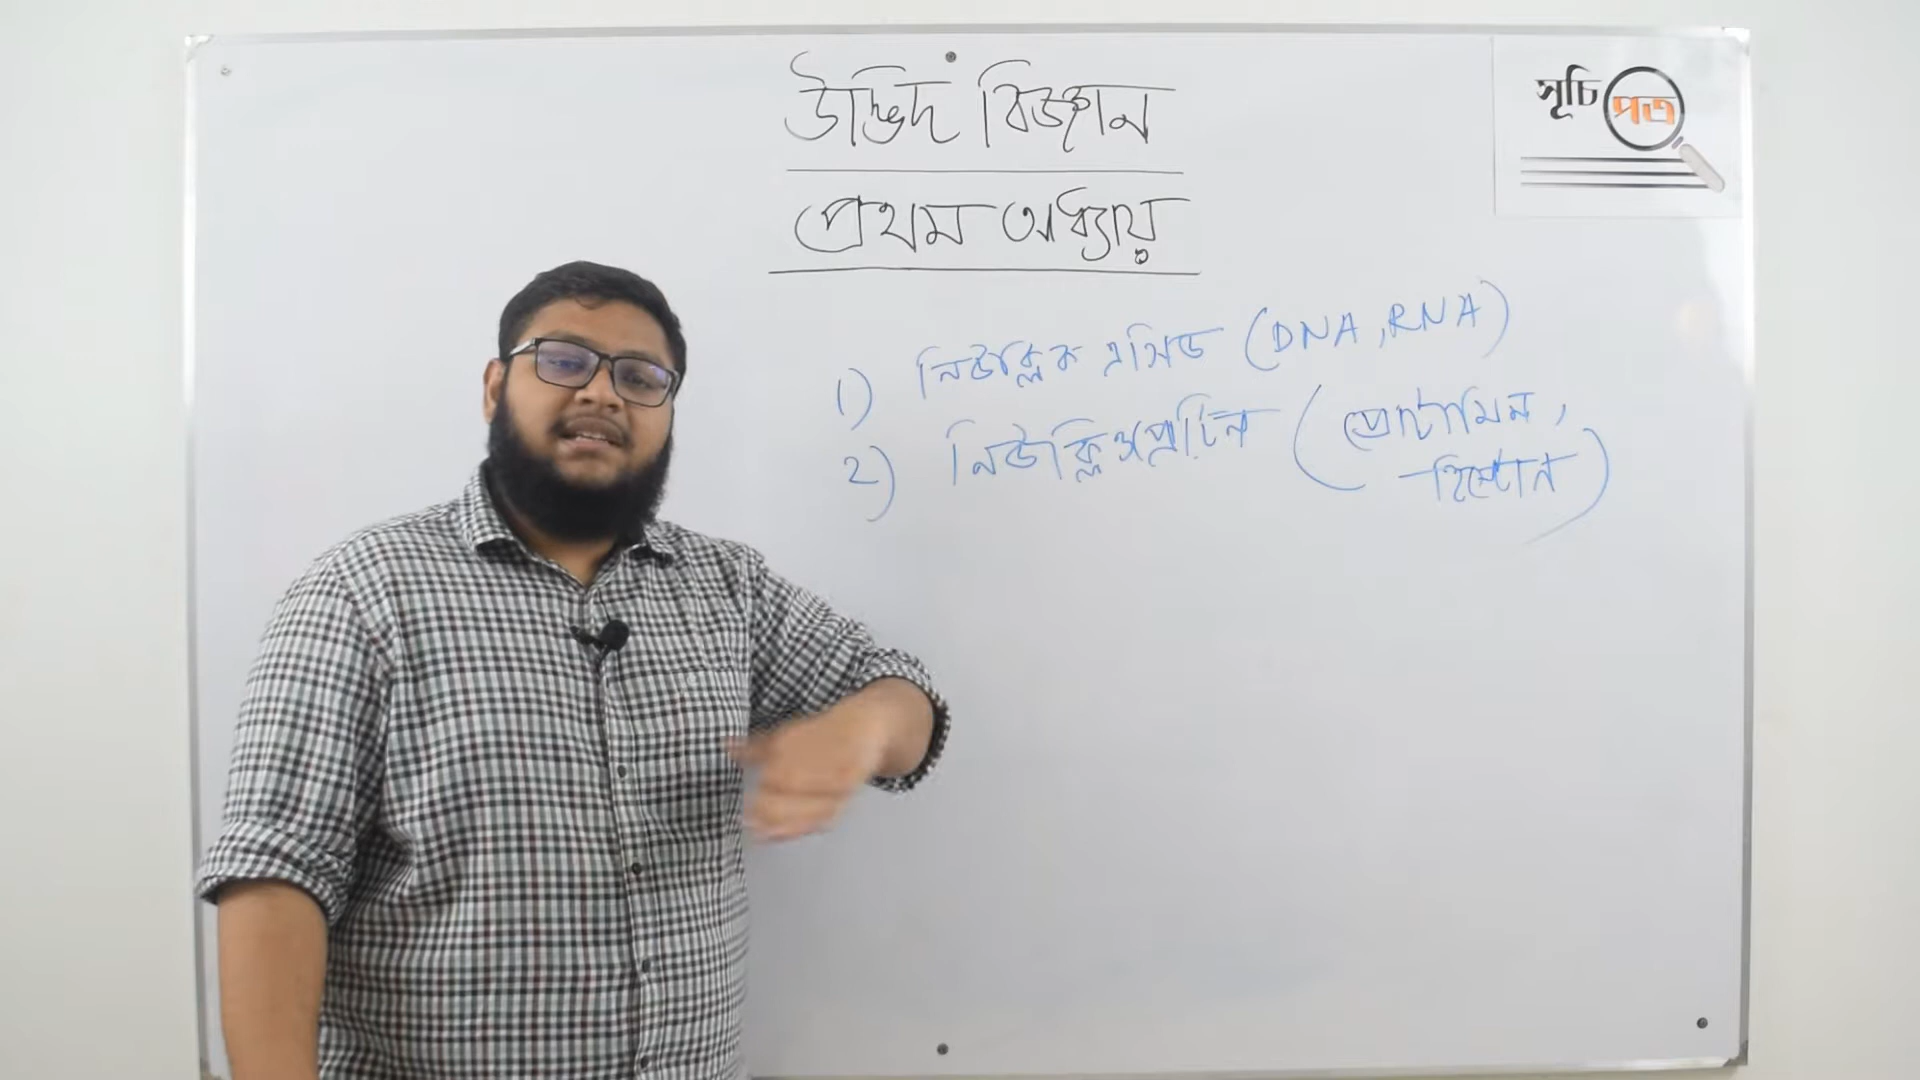 উদ্ভিদ বিজ্ঞান
প্রথম অধ্যায়
সূচিপত্র
1) নিউক্লিক এসিড (DNA, RNA)
2) নিউক্লিওপ্রোটিন (প্রোটামিন,
হিস্টোন)